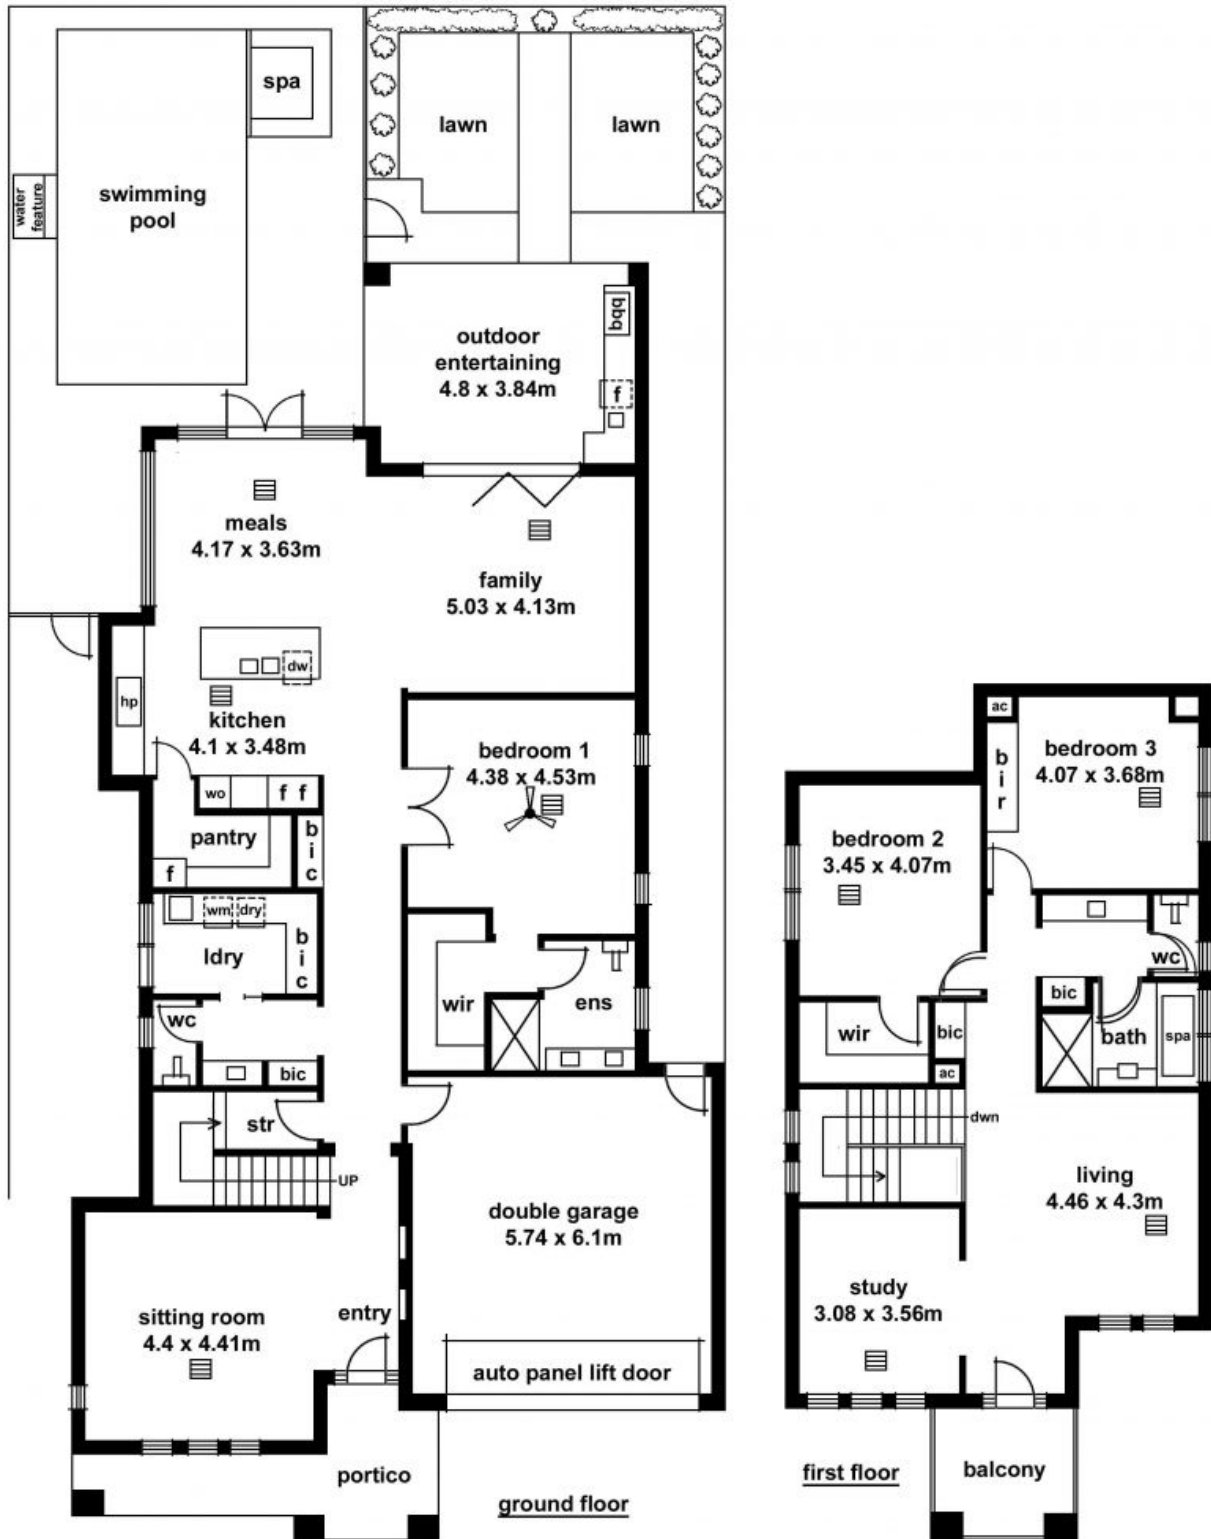 spa
lawn
lawn
swimming
pool
water
feature
outdoor
entertaining
4.8 x 3.84m
bbq
f
meals
4.17 x 3.63m
family
5.03 x 4.13m
dw
hp
kitchen
4.1 x 3.48m
bedroom 1
4.38 x 4.53m
wo
f f
pantry
f
b
i
c
wm
dry
ldry
b
i
c
wir
ens
wc
bic
str
UP
double garage
5.74 x 6.1m
sitting room
4.4 x 4.41m
entry
auto panel lift door
portico
ground floor
ac
b
i
r
bedroom 3
4.07 x 3.68m
bedroom 2
3.45 x 4.07m
wc
bic
wir
bic
bath
spa
ac
dwn
living
4.46 x 4.3m
study
3.08 x 3.56m
first floor
balcony